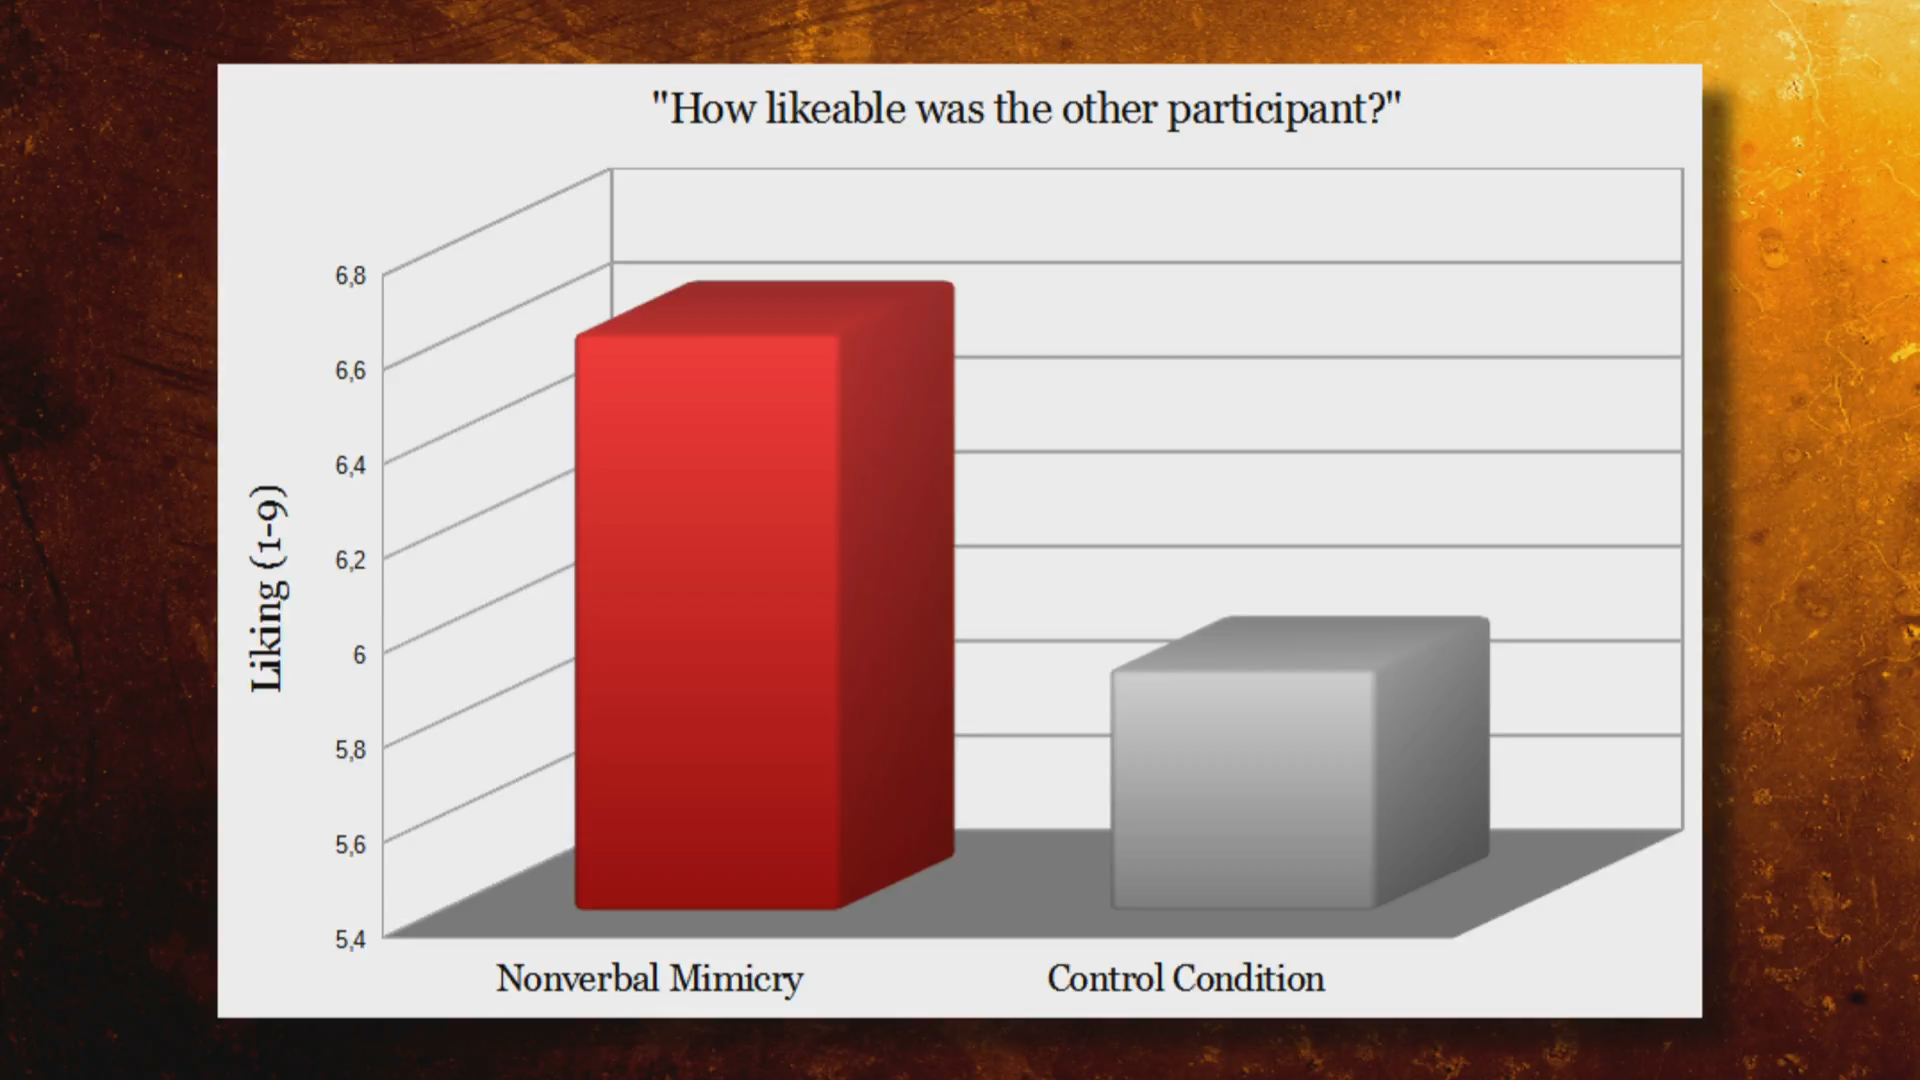 "How likeable was the other participant?"
Liking (1-9)
6,8
6,6
6,4
6,2
6
5,8
5,6
5,4
Nonverbal Mimicry
Control Condition